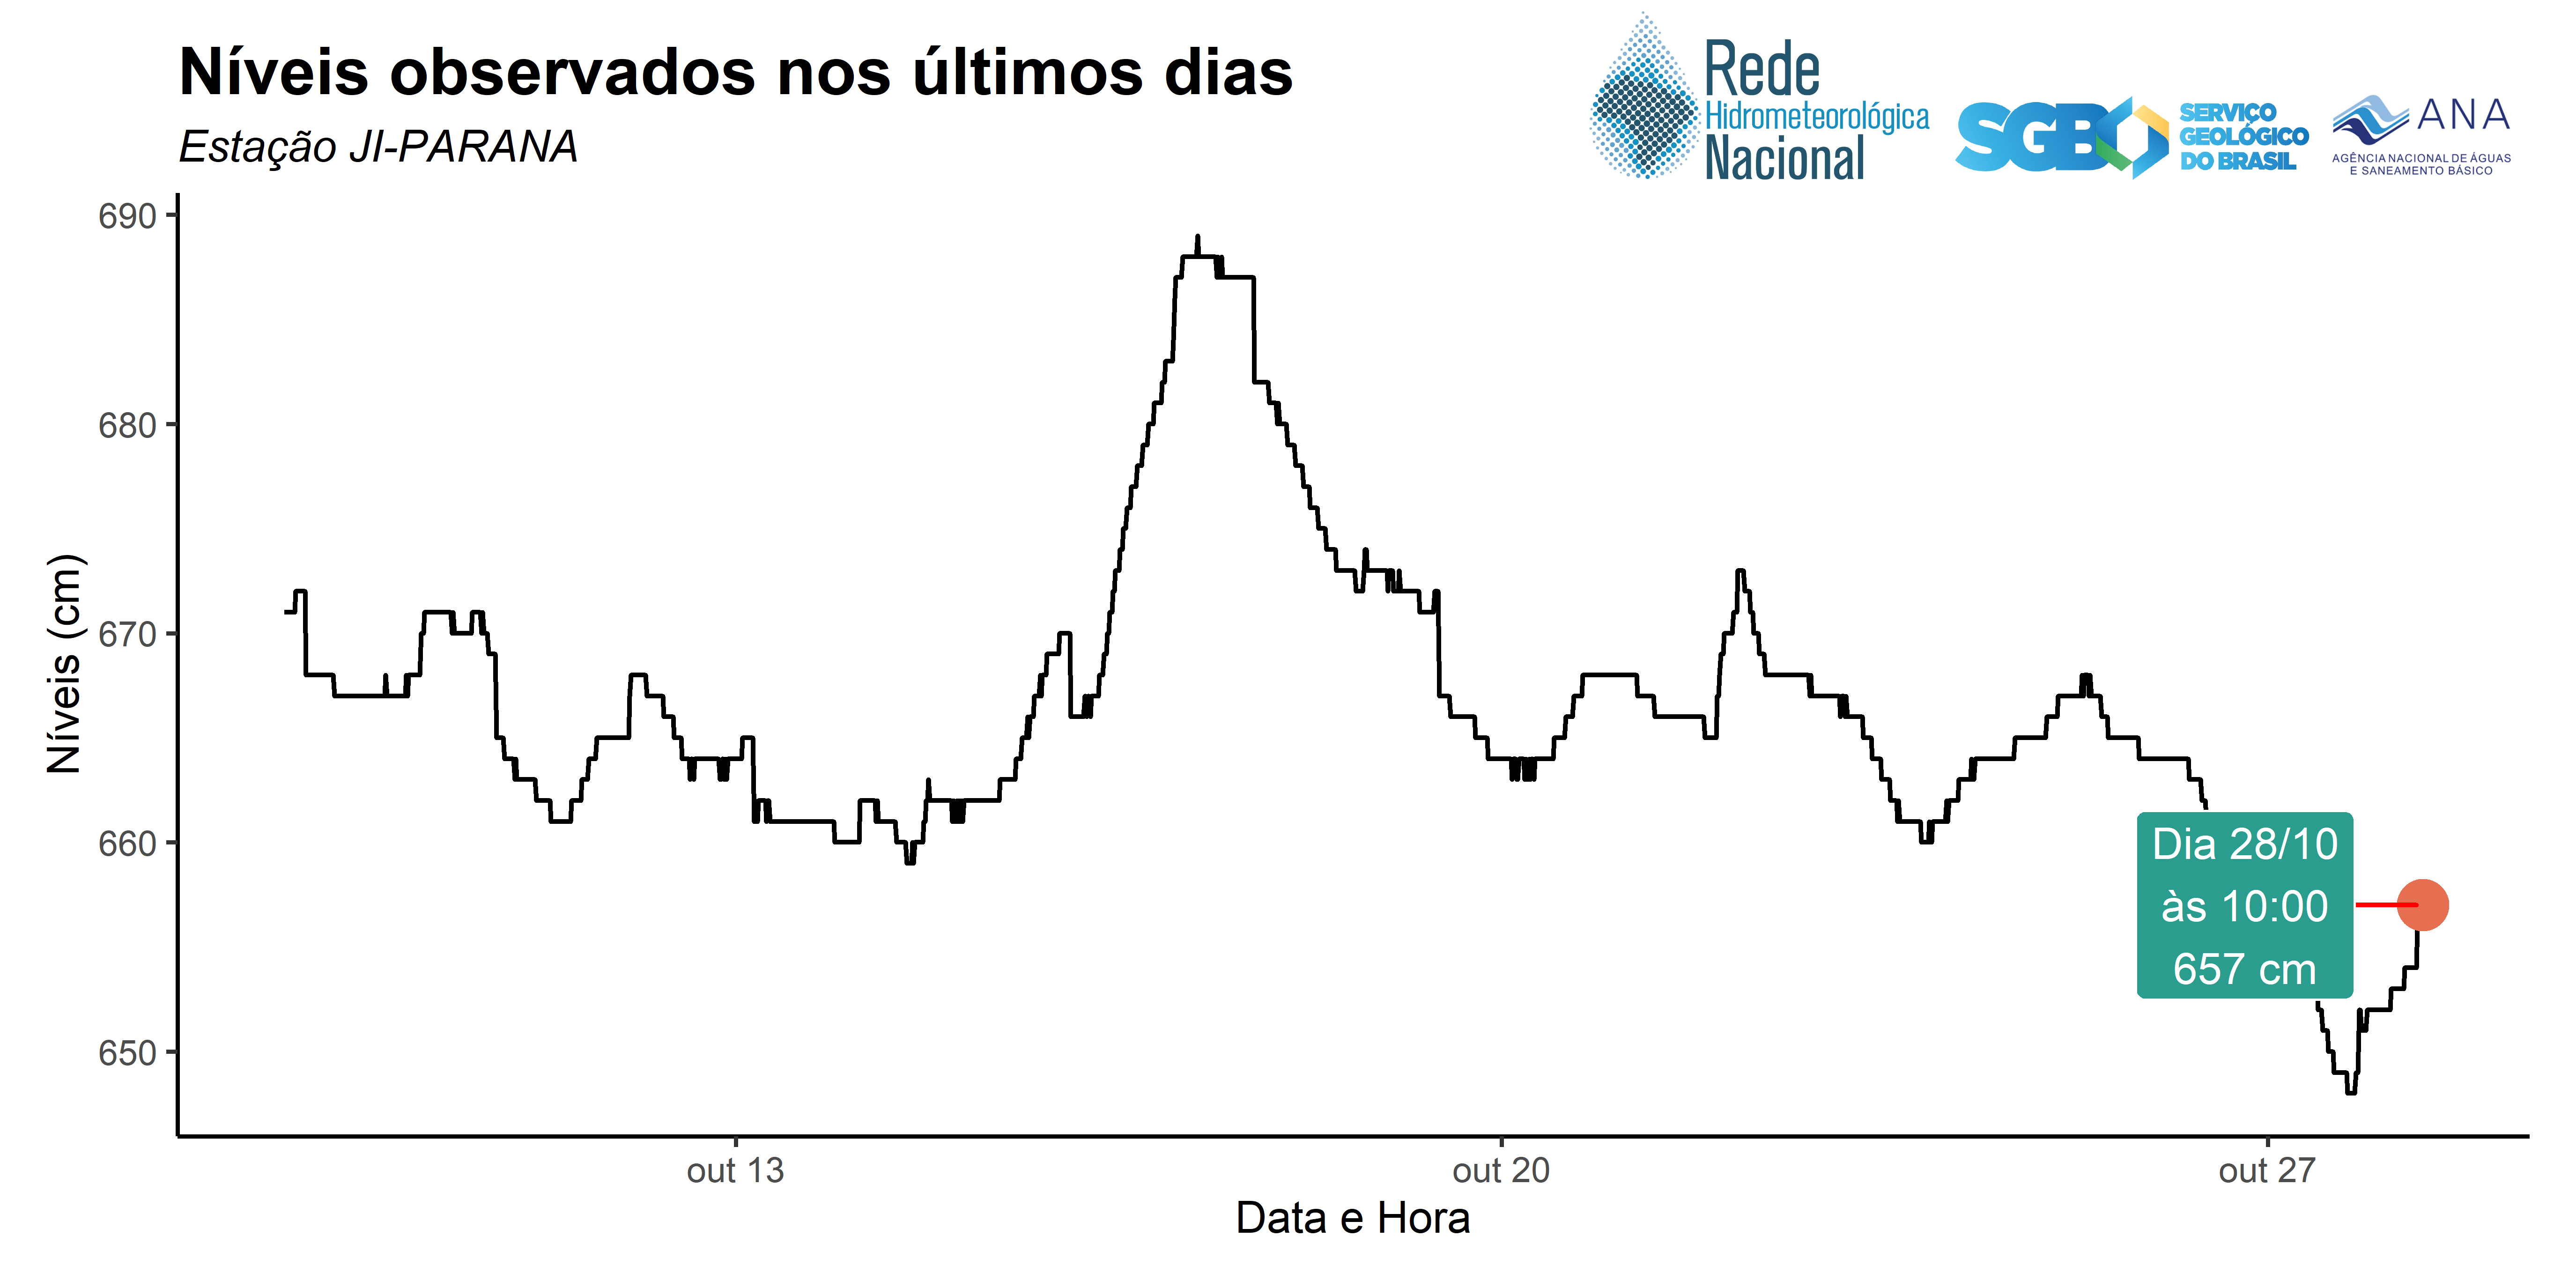 Níveis observados nos últimos dias
Estação JI-PARANA
Rede
Hidrometeorológica
Nacional
SGB
SERVIÇO
GEOLÓGICO
DO BRASIL
ANA
AGÊNCIA NACIONAL DE ÁGUAS
E SANEAMENTO BÁSICO
Níveis (cm)
690
680
670
660
650
Dia 28/10
às 10:00
657 cm
out 13
out 20
out 27
Data e Hora